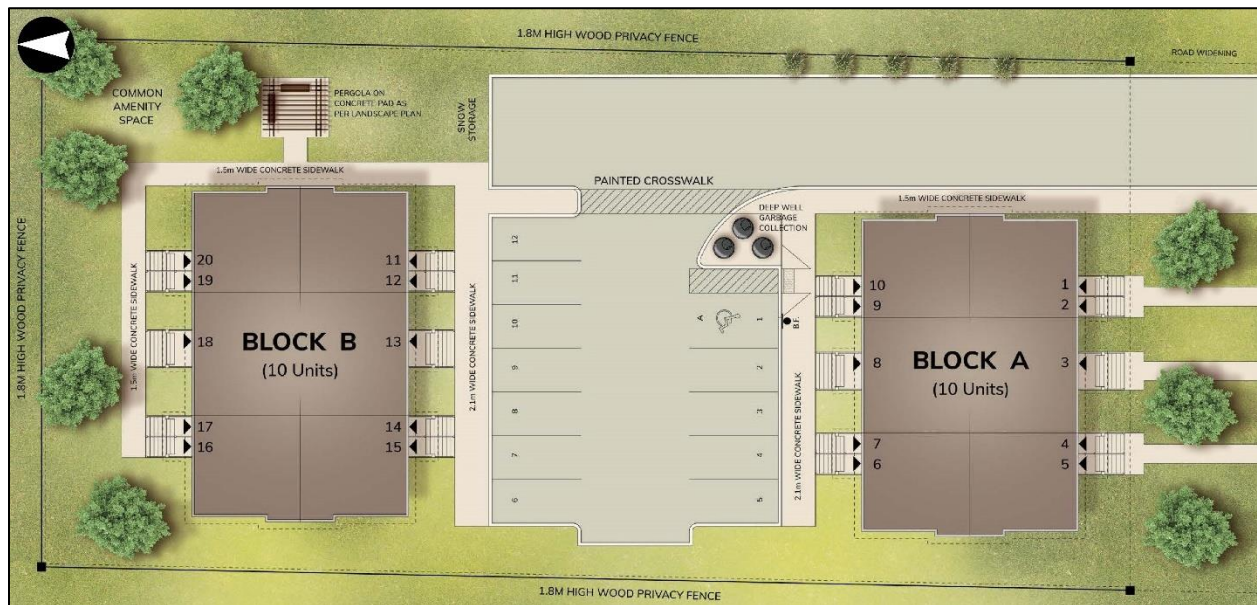 1.8M HIGH WOOD PRIVACY FENCE
ROAD WIDENING
COMMON
AMENITY
SPACE
PERGOLA ON
CONCRETE PAD AS
PER LANDSCAPE PLAN
SNOW
STORAGE
1.5m WIDE CONCRETE SIDEWALK
PAINTED CROSSWALK
DEEP WELL
GARBAGE
COLLECTION
1.5m WIDE CONCRETE SIDEWALK
1.8M HIGH WOOD PRIVACY FENCE
1.5m WIDE CONCRETE SIDEWALK
20
19
18
17
16
BLOCK B
(10 Units)
11
12
13
14
15
2.1m WIDE CONCRETE SIDEWALK
12
11
10
9
8
7
6
A
1
2
3
4
5
B.F.
2.1m WIDE CONCRETE SIDEWALK
10
9
8
7
6
BLOCK A
(10 Units)
1
2
3
4
5
1.8M HIGH WOOD PRIVACY FENCE